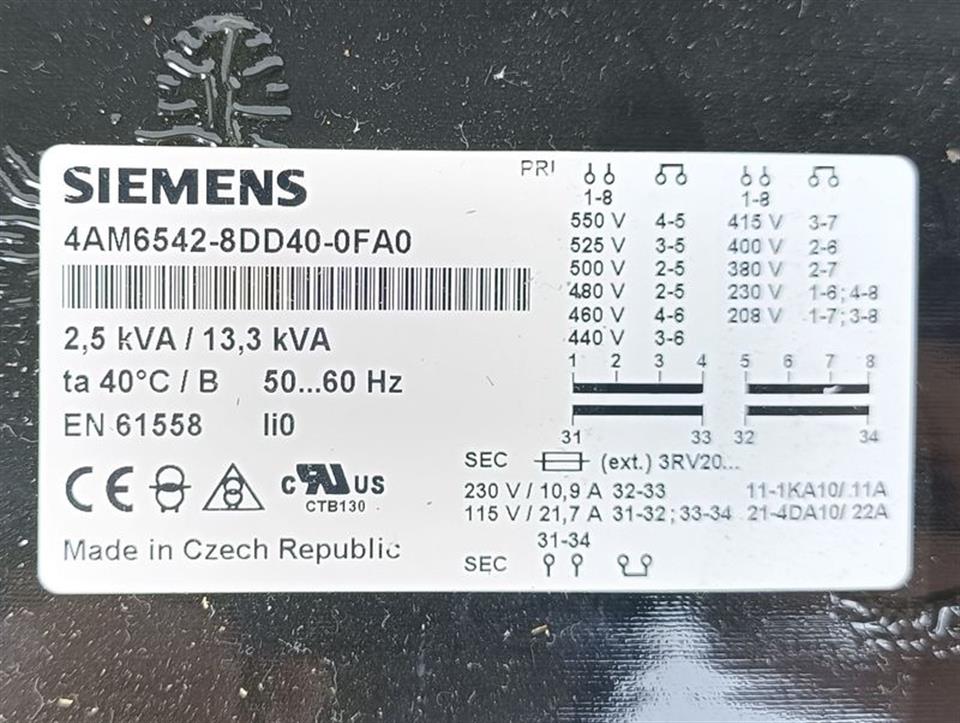 SIEMENS
4AM6542-8DD40-0FA0
2,5 kVA / 13,3 kVA
ta 40°C / B 50...60 Hz
EN 61558 Ii0
CE c RU US
CTB130
Made in Czech Republic
PRI
1-8 1-8
550 V 4-5 415 V 3-7
525 V 3-5 400 V 2-6
500 V 2-5 380 V 2-7
480 V 2-5 230 V 1-6; 4-8
460 V 4-6 208 V 1-7; 3-8
440 V 3-6
1 2 3 4 5 6 7 8
31 33 32 34
SEC (ext.) 3RV20...
230 V / 10,9 A 32-33 11-1KA10/.11A
115 V / 21,7 A 31-32 ; 33-34 21-4DA10/ 22A
31-34
SEC